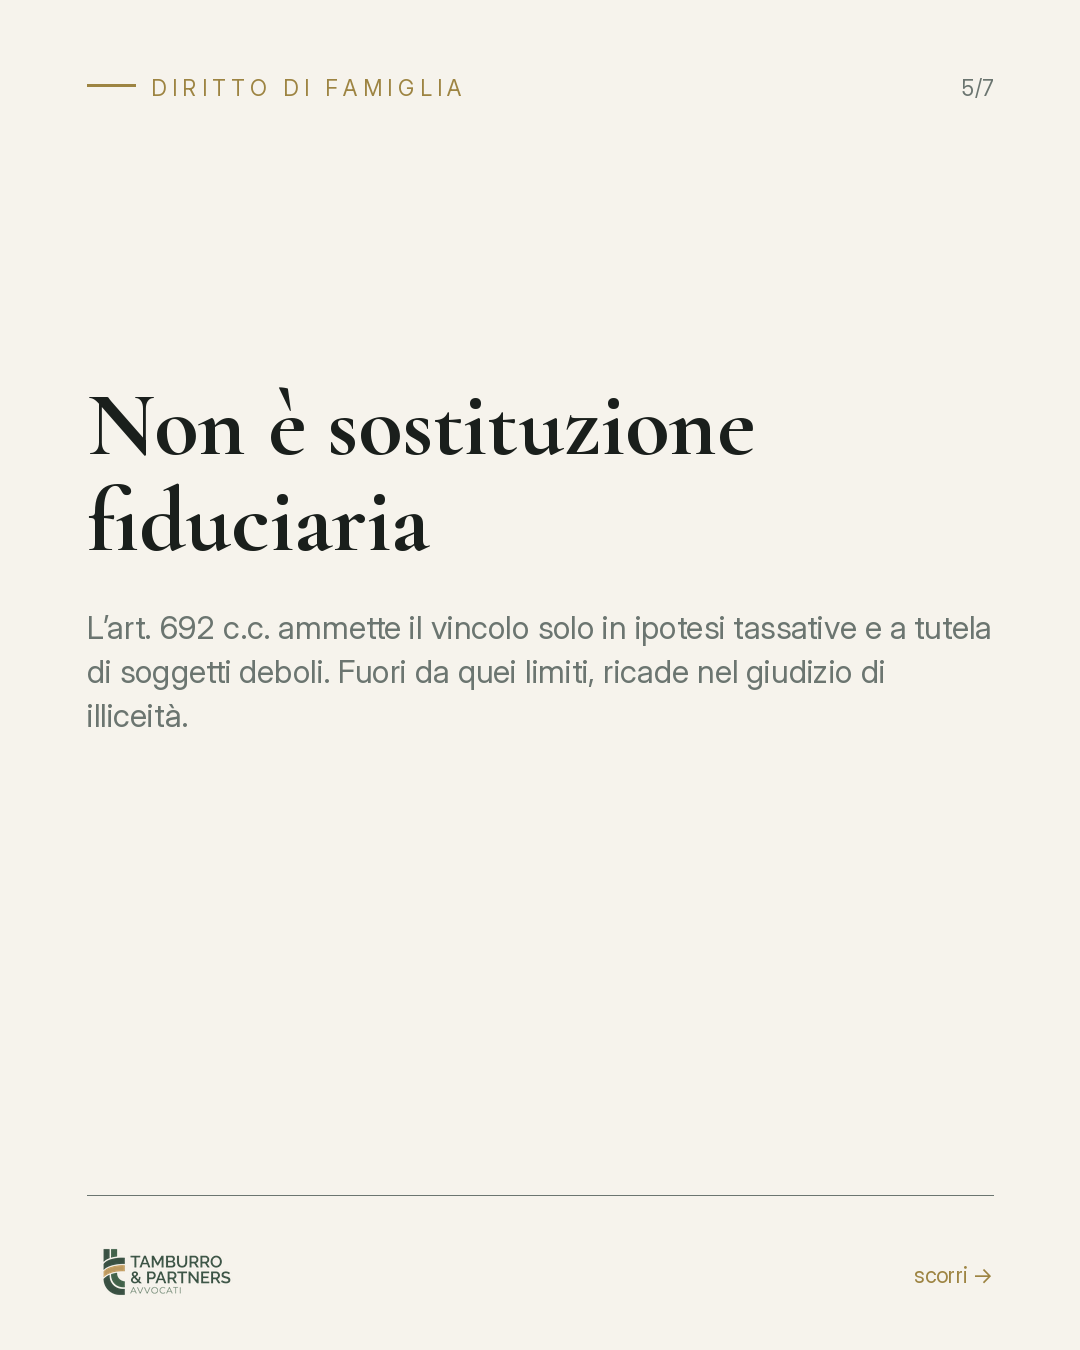 DIRITTO DI FAMIGLIA
5/7
Non è sostituzione
fiduciaria
L’art. 692 c.c. ammette il vincolo solo in ipotesi tassative e a tutela
di soggetti deboli. Fuori da quei limiti, ricade nel giudizio di
illiceità.
TAMBURRO
& PARTNERS
AVVOCATI
scorri →